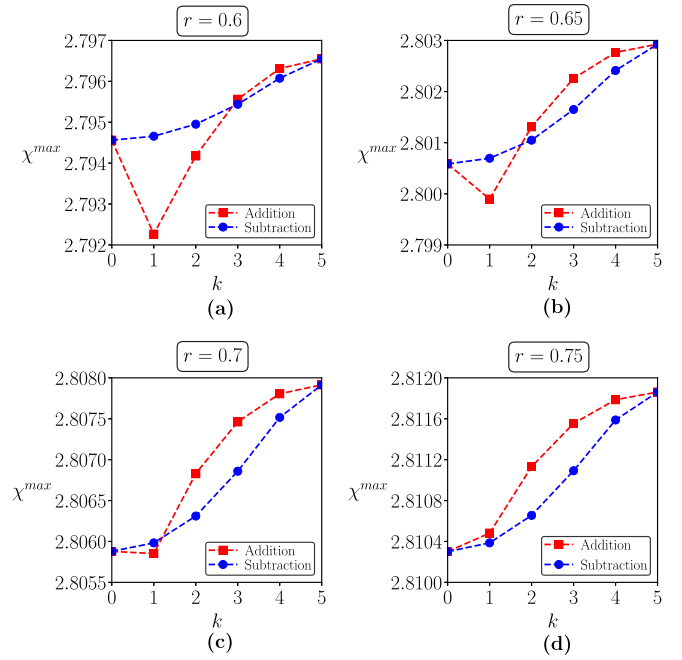 r = 0.6
2.797
2.796
2.795
2.794
2.793
2.792
χ^{max}
Addition
Subtraction
0 1 2 3 4 5
k
(a)
r = 0.65
2.803
2.802
2.801
2.800
2.799
χ^{max}
Addition
Subtraction
0 1 2 3 4 5
k
(b)
r = 0.7
2.8080
2.8075
2.8070
2.8065
2.8060
2.8055
χ^{max}
Addition
Subtraction
0 1 2 3 4 5
k
(c)
r = 0.75
2.8120
2.8116
2.8112
2.8108
2.8104
2.8100
χ^{max}
Addition
Subtraction
0 1 2 3 4 5
k
(d)